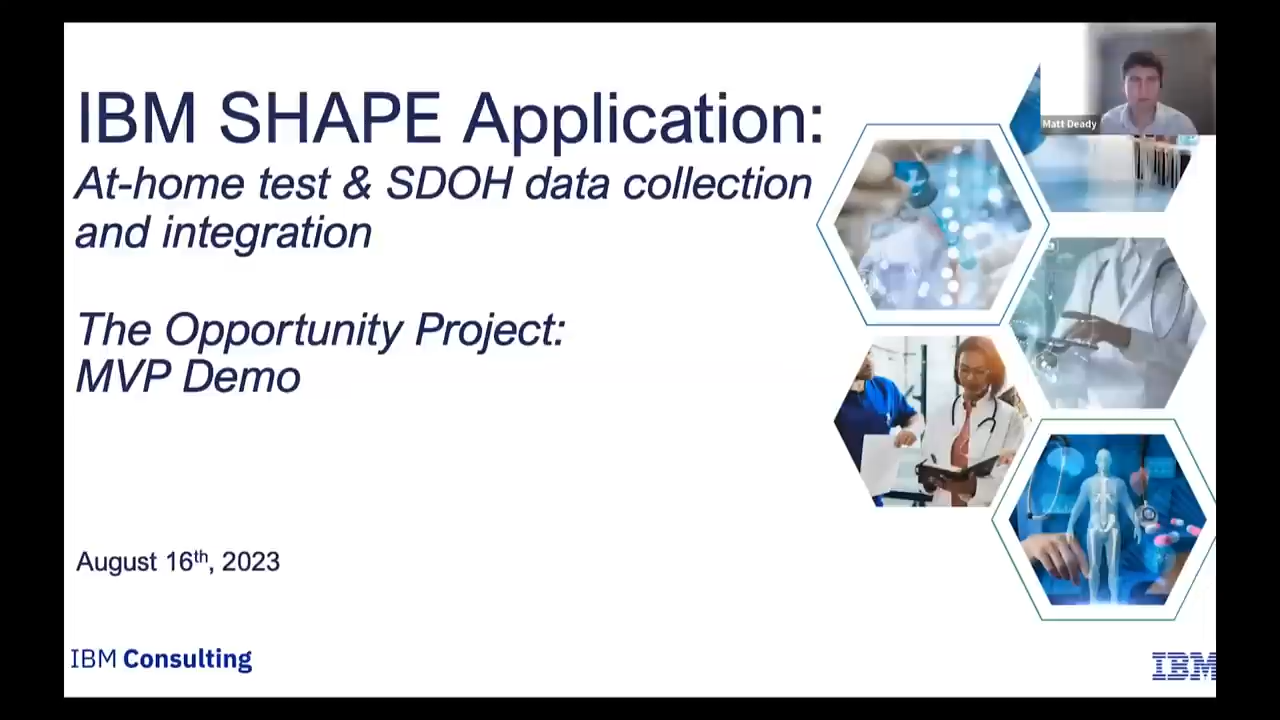 IBM SHAPE Application:
At-home test & SDOH data collection
and integration
The Opportunity Project:
MVP Demo
August 16th, 2023
IBM Consulting
IBM
Matt Deady